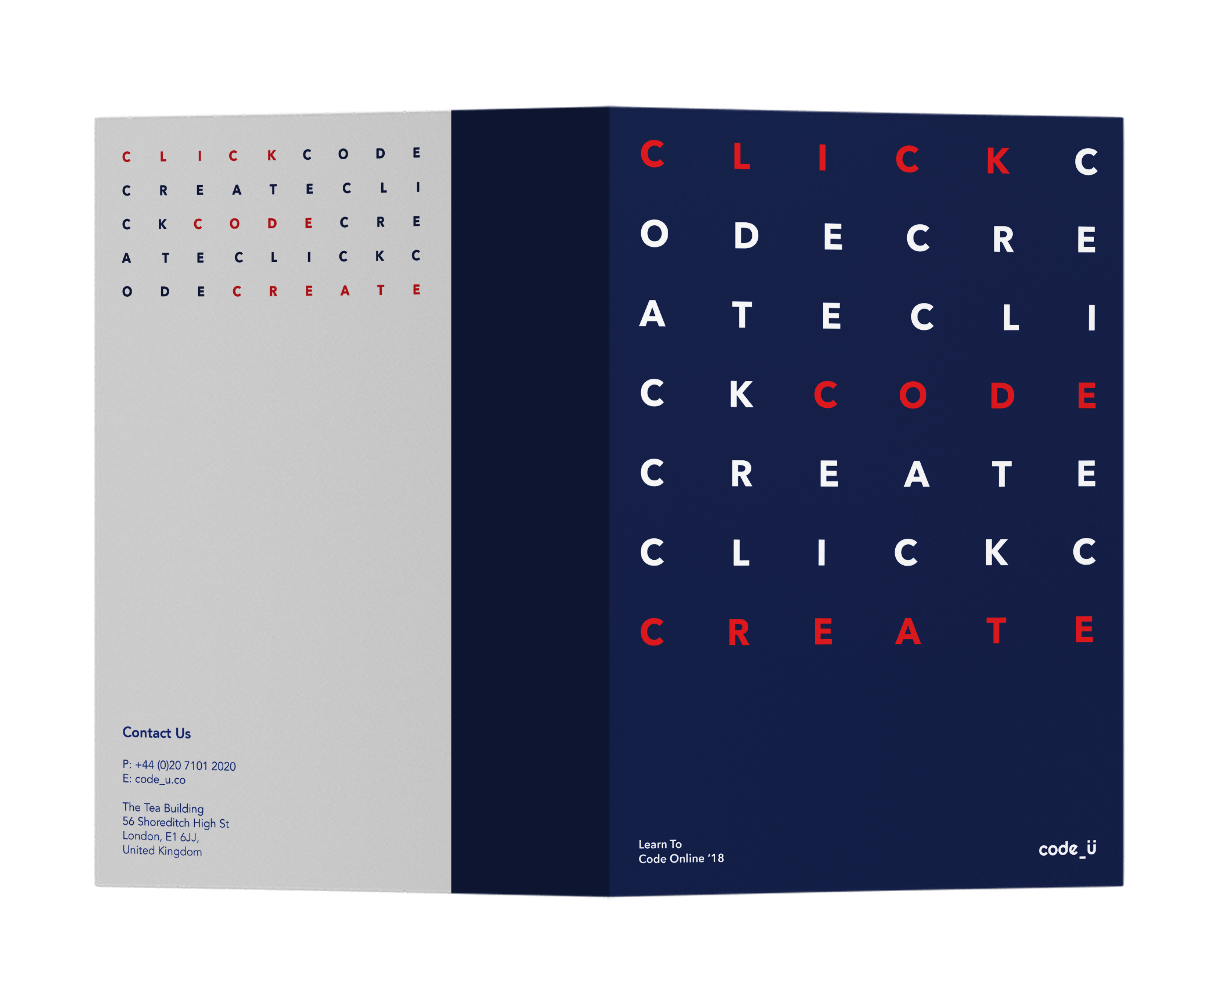 C L I C K C O D E
C R E A T E C L I
C K C O D E C R E
A T E C L I C K C
O D E C R E A T E
Contact Us
P: +44 (0)20 7101 2020
E: code_u.co
The Tea Building
56 Shoreditch High St
London, E1 6JJ,
United Kingdom
C L I C K C
O D E C R E
A T E C L I
C K C O D E
C R E A T E
C L I C K C
C R E A T E
Learn To
Code Online ‘18
code_ü